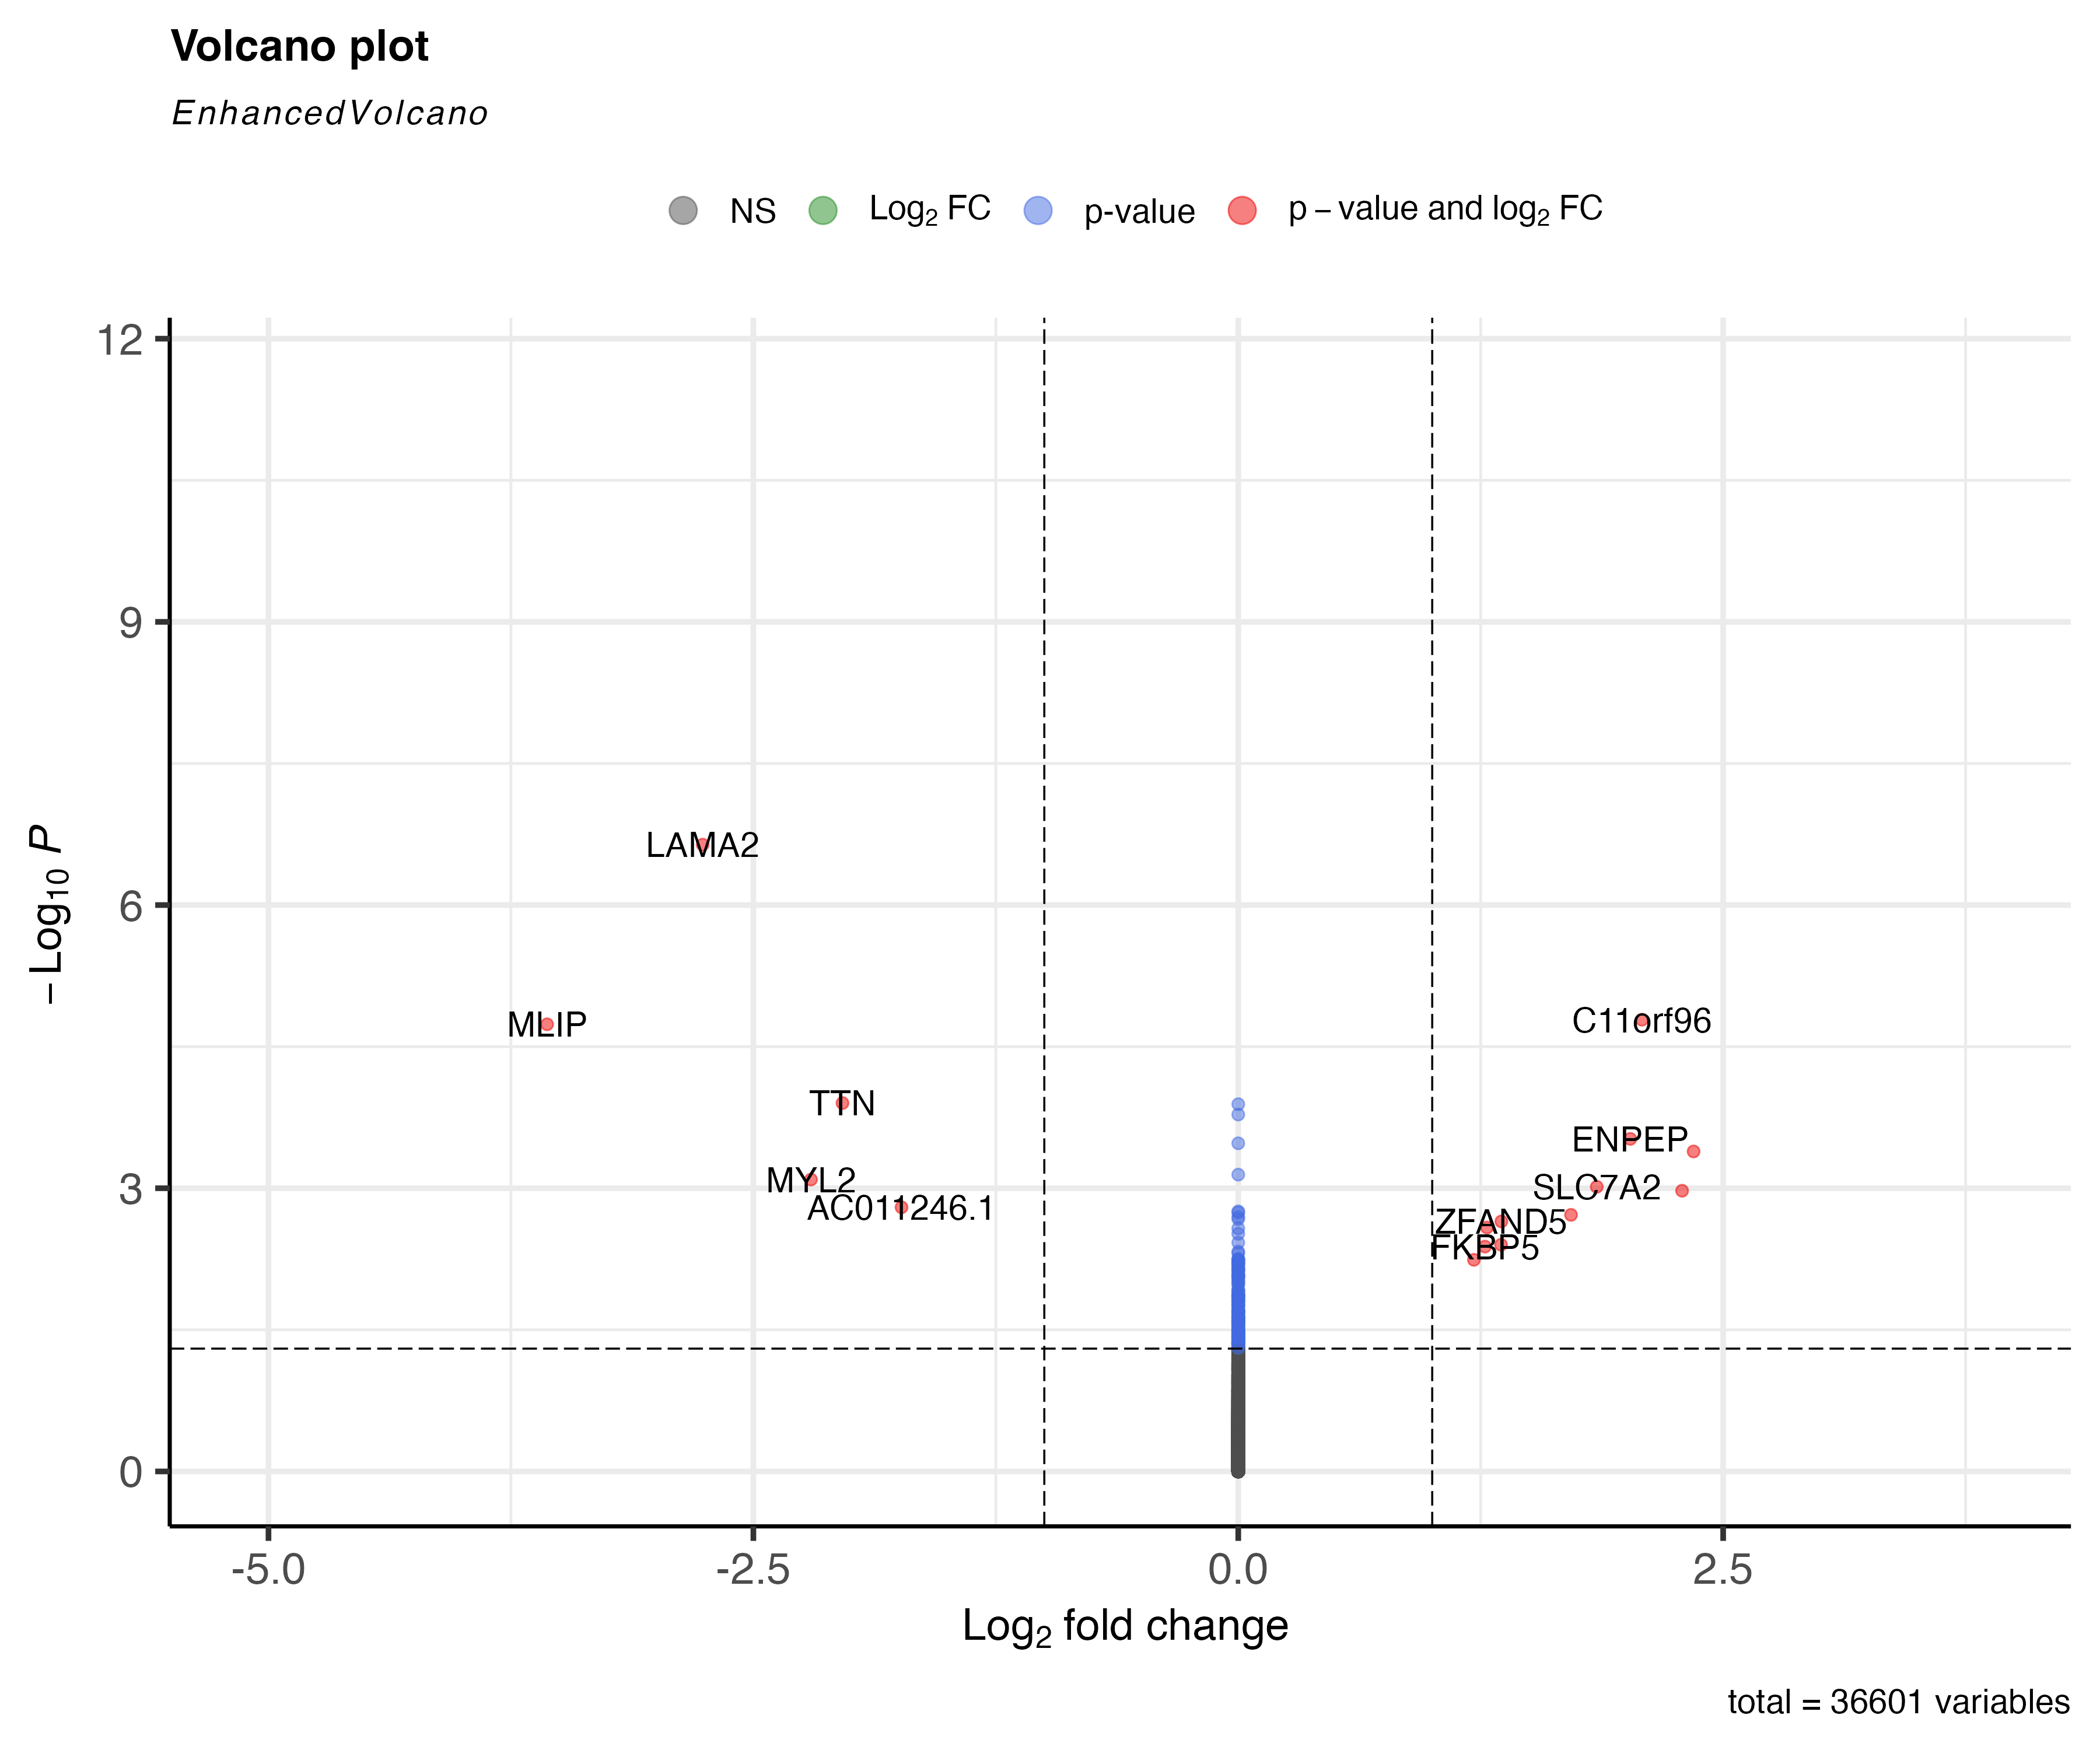 Volcano plot
EnhancedVolcano
NS Log₂ FC p-value p – value and log₂ FC
12
9
6
3
0
– Log₁₀ P
LAMA2
MLIP
C11orf96
TTN
ENPEP
MYL2
SLC7A2
AC011246.1
ZFAND5
FKBP5
-5.0 -2.5 0.0 2.5
Log₂ fold change
total = 36601 variables